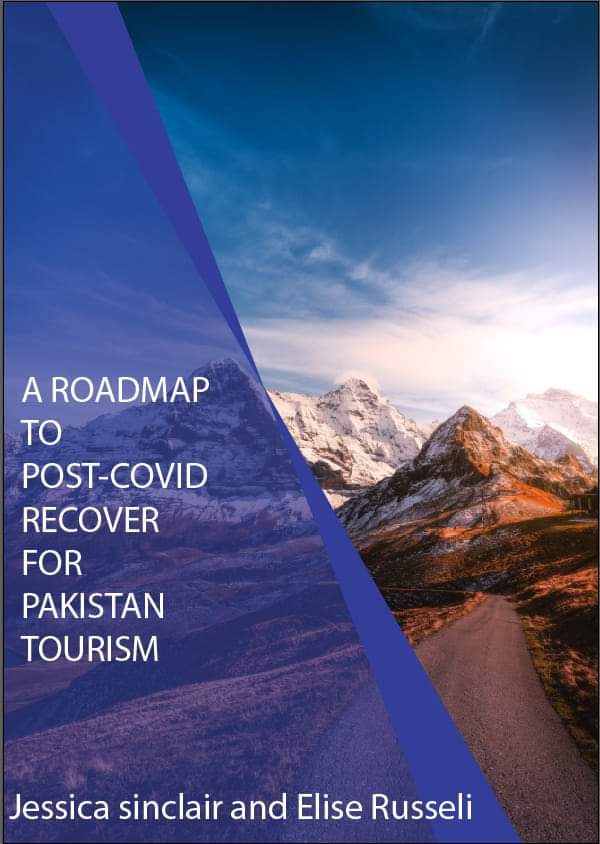 A ROADMAP
TO
POST-COVID
RECOVER
FOR
PAKISTAN
TOURISM
Jessica sinclair and Elise Russeli